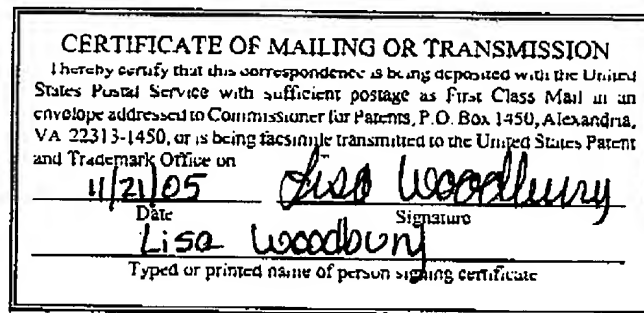 CERTIFICATE OF MAILING OR TRANSMISSION
I hereby certify that this correspondence is being deposited with the United
States Postal Service with sufficient postage as First Class Mail in an
envelope addressed to Commissioner for Patents, P.O. Box 1450, Alexandria,
VA 22313-1450, or is being facsimile transmitted to the United States Patent
and Trademark Office on
11/21/05 Lisa Woodbury
Date Signature
Lisa Woodbury
Typed or printed name of person signing certificate